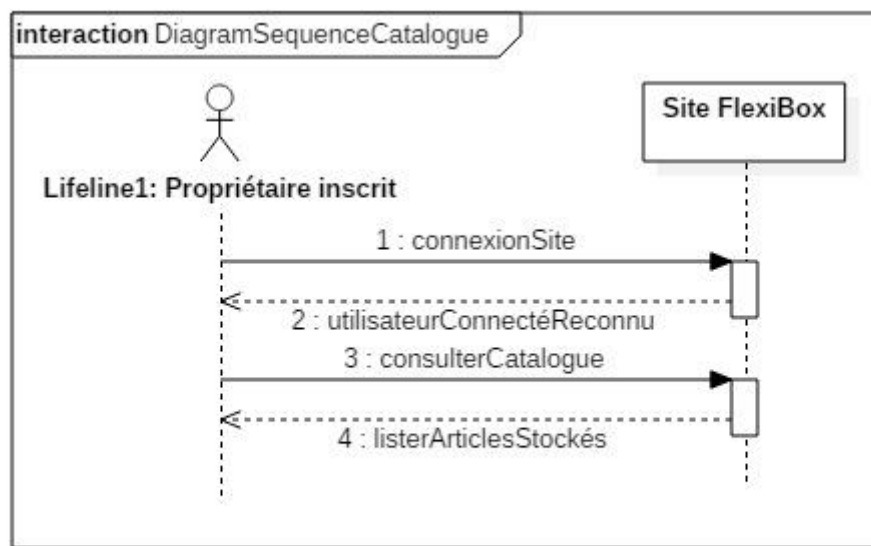 interaction DiagramSequenceCatalogue
Site FlexiBox
Lifeline1: Propriétaire inscrit
1 : connexionSite
2 : utilisateurConnectéReconnu
3 : consulterCatalogue
4 : listerArticlesStockés